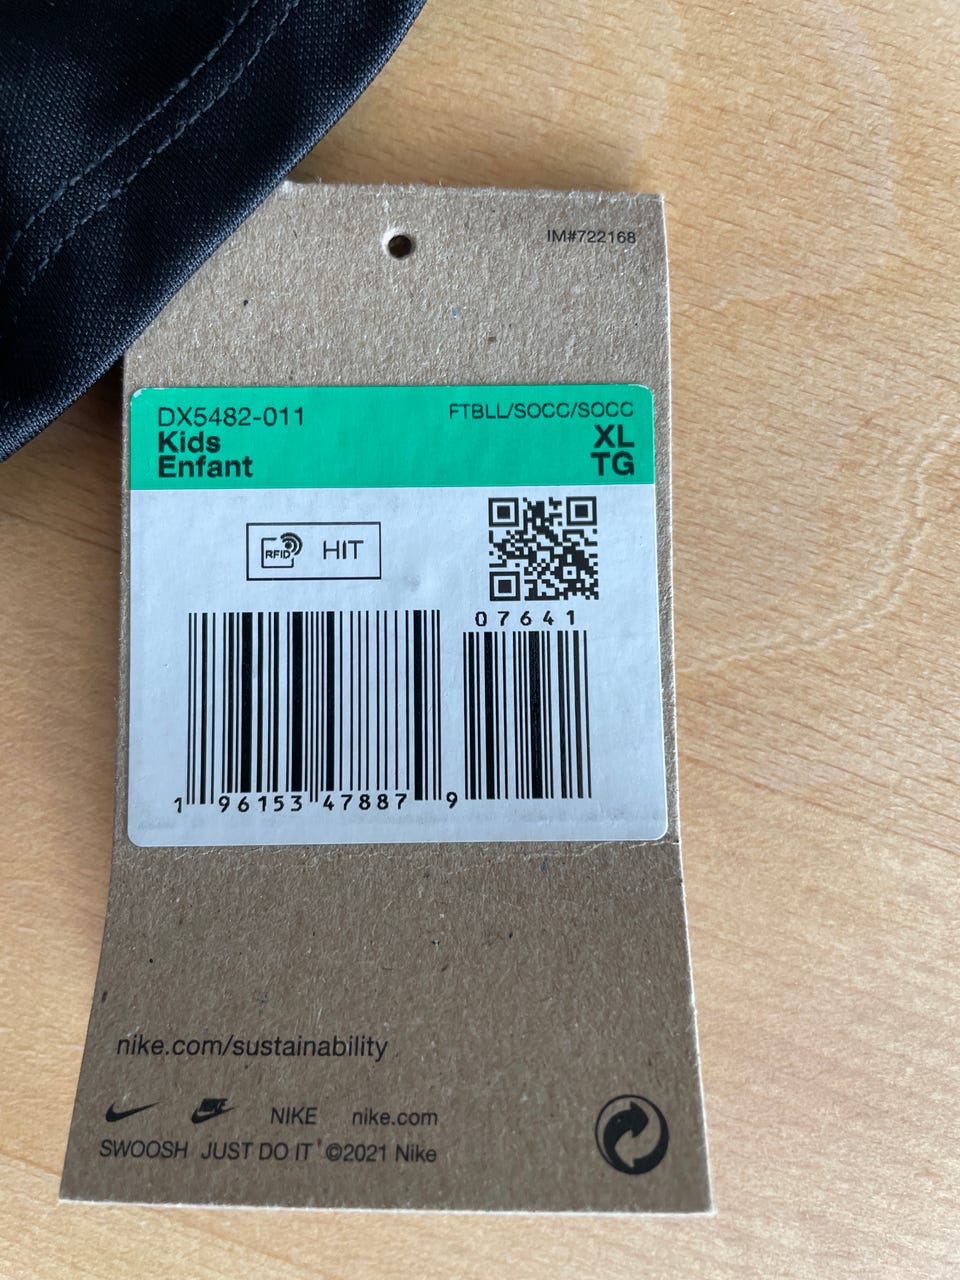 IM#722168
DX5482-011 FTBLL/SOCC/SOCC
Kids XL
Enfant TG
RFID HIT
07641
1 96153 47887 9
nike.com/sustainability
NIKE nike.com
SWOOSH JUST DO IT ©2021 Nike